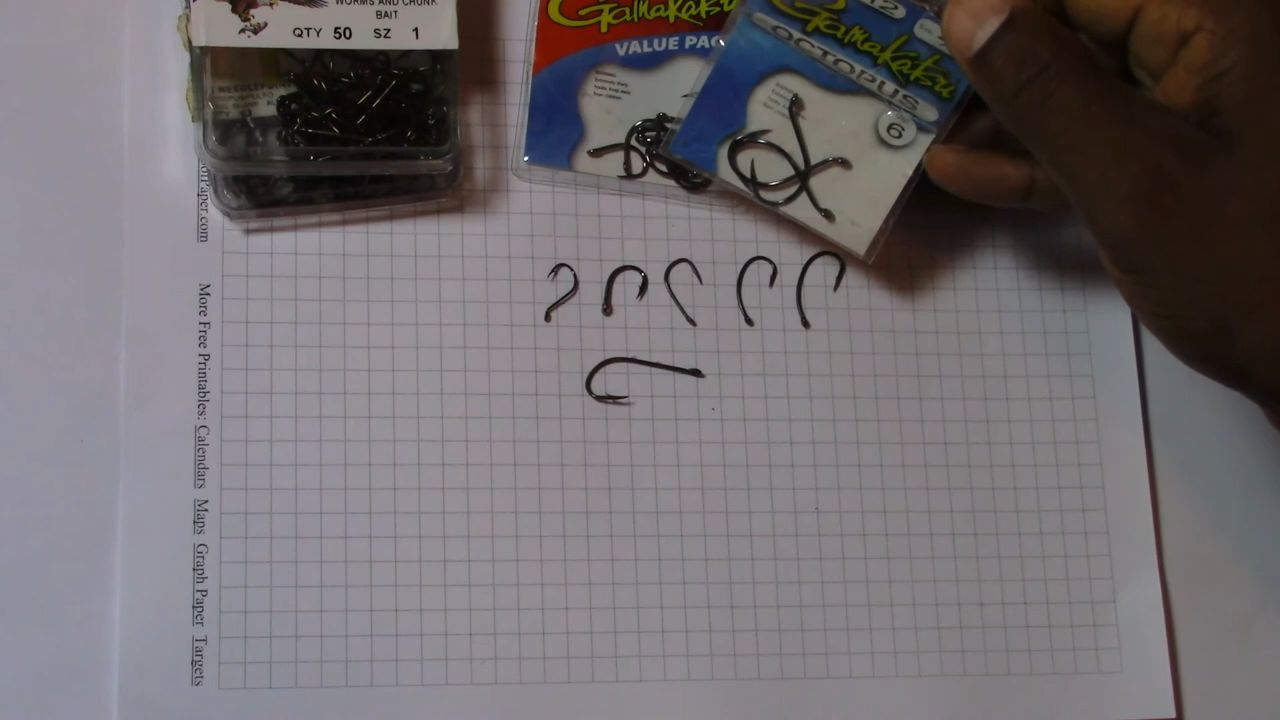 WORMS AND CHUNK
BAIT
QTY 50 SZ 1
Gamakatsu
VALUE PAC
Gamakatsu
OCTOPUS
6
More Free Printables: Calendars Maps Graph Paper Targets